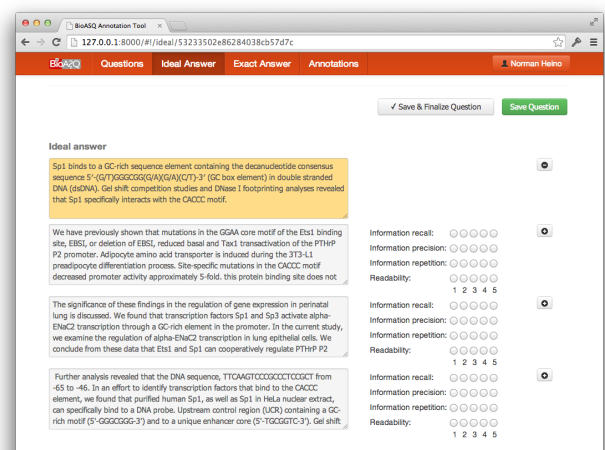 BioASQ Annotation Tool
127.0.0.1:8000/#!/ideal/53233502e86284038cb57d7c
BioASQ Questions Ideal Answer Exact Answer Annotations Norman Heino
✓ Save & Finalize Question Save Question
Ideal answer
Sp1 binds to a GC-rich sequence element containing the decanucleotide consensus
sequence 5′-(G/T)GGGCGG(G/A)(G/A)(C/T)-3′ (GC box element) in double stranded
DNA (dsDNA). Gel shift competition studies and DNase I footprinting analyses revealed
that Sp1 specifically interacts with the CACCC motif.
We have previously shown that mutations in the GGAA core motif of the Ets1 binding
site, EBSI, or deletion of EBSI, reduced basal and Tax1 transactivation of the PTHrP
P2 promoter. Adipocyte amino acid transporter is induced during the 3T3-L1
preadipocyte differentiation process. Site-specific mutations in the CACCC motif
decreased promoter activity approximately 5-fold. this protein binding site does not
Information recall:
Information precision:
Information repetition:
Readability:
1 2 3 4 5
The significance of these findings in the regulation of gene expression in perinatal
lung is discussed. We found that transcription factors Sp1 and Sp3 activate alpha-
ENaC2 transcription through a GC-rich element in the promoter. In the current study,
we examine the regulation of alpha-ENaC2 transcription in lung epithelial cells. We
conclude from these data that Ets1 and Sp1 can cooperatively regulate PTHrP P2
Information recall:
Information precision:
Information repetition:
Readability:
1 2 3 4 5
Further analysis revealed that the DNA sequence, TTCAAGTCCCGCCCTCCGCT from
-65 to -46. In an effort to identify transcription factors that bind to the CACCC
element, we found that purified human Sp1, as well as Sp1 in HeLa nuclear extract,
can specifically bind to a DNA probe. Upstream control region (UCR) containing a GC-
rich motif (5'-GGGCGGG-3') and to a unique enhancer core (5'-TGCGGTC-3'). Gel shift
Information recall:
Information precision:
Information repetition:
Readability:
1 2 3 4 5